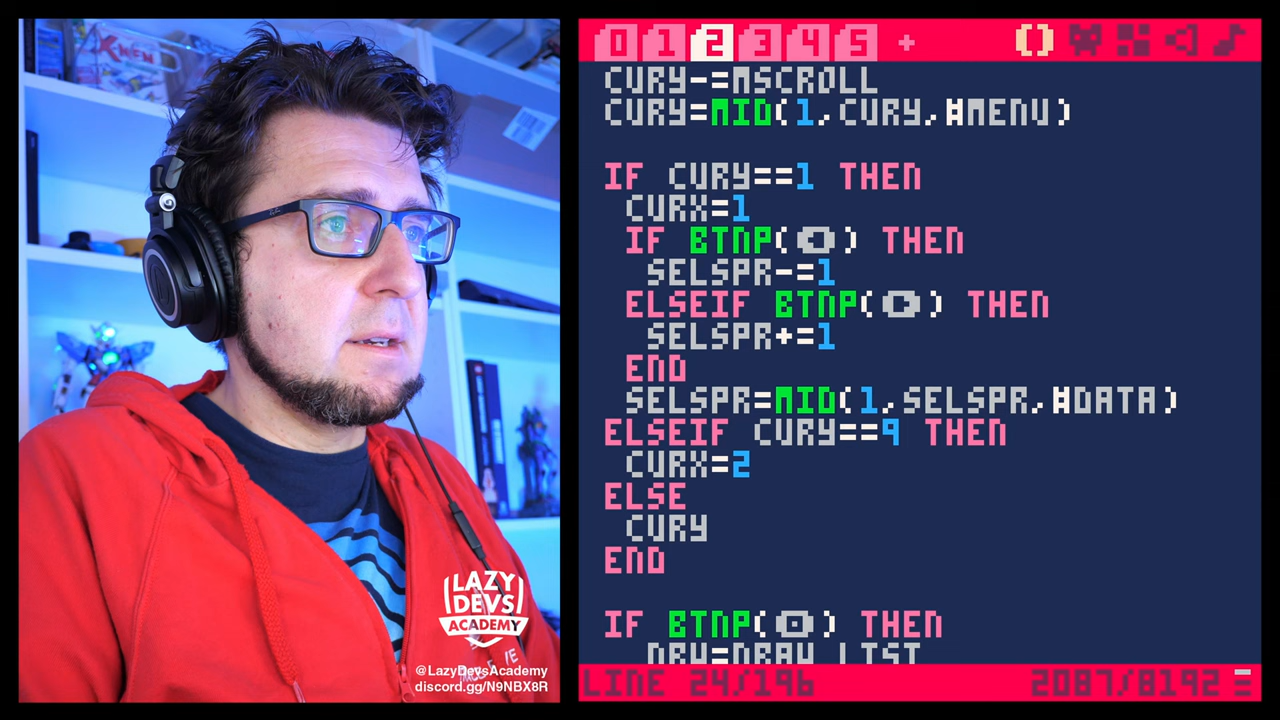 X-MEN
LAZY
DEVS
ACADEMY
@LazyDevsAcademy
discord.gg/N9NBX8R
0 1 2 3 4 5 +
CURY-=MSCROLL
CURY=MID(1,CURY,#MENU)
IF CURY==1 THEN
CURX=1
IF BTNP(⬅️) THEN
SELSPR-=1
ELSEIF BTNP(➡️) THEN
SELSPR+=1
END
SELSPR=MID(1,SELSPR,#DATA)
ELSEIF CURY==9 THEN
CURX=2
ELSE
CURY
END
IF BTNP(🅾️) THEN
DRW=DRAW_LIST
LINE 24/196
2087/8192